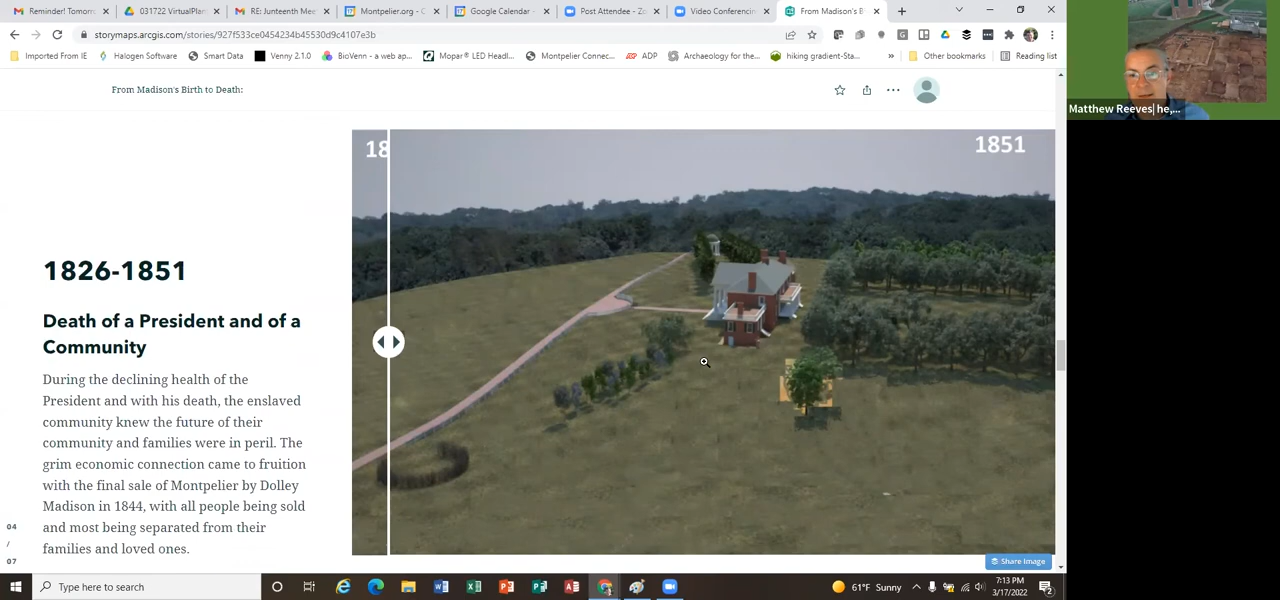 Reminder! Tomorro
031722 VirtualPlan
RE: Junteenth Mee
Montpelier.org - C
Google Calendar -
Post Attendee - Zo
Video Conferencin
From Madison's Bi
storymaps.arcgis.com/stories/927f533ce0454234b45530d9c4107e3b
Imported From IE
Halogen Software
Smart Data
Venny 2.1.0
BioVenn - a web ap...
Mopar® LED Headl...
Montpelier Connec...
ADP
Archaeology for the...
hiking gradient-Sta...
»
Other bookmarks
Reading list
From Madison's Birth to Death:
Matthew Reeves| he,...
18
1851
1826-1851
Death of a President and of a
Community
During the declining health of the
President and with his death, the enslaved
community knew the future of their
community and families were in peril. The
grim economic connection came to fruition
with the final sale of Montpelier by Dolley
Madison in 1844, with all people being sold
and most being separated from their
families and loved ones.
04
/
07
Share Image
Type here to search
61°F Sunny
7:13 PM
3/17/2022
2